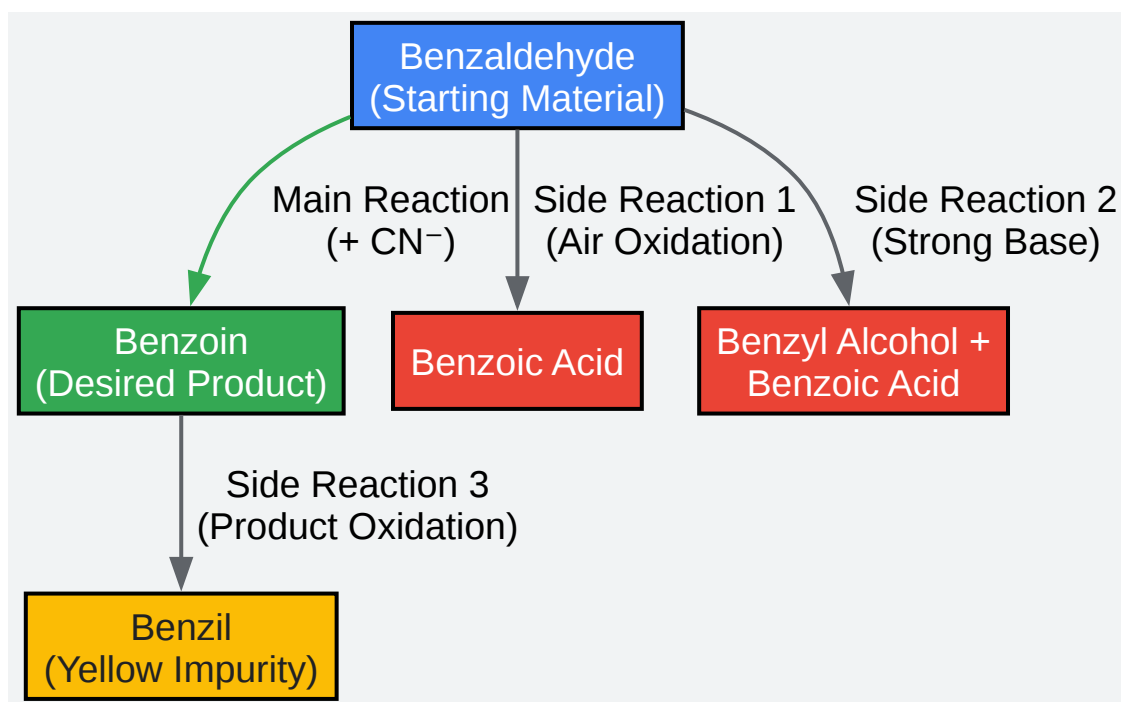 Benzaldehyde
(Starting Material)
Main Reaction
(+ CN⁻)
Side Reaction 1
(Air Oxidation)
Side Reaction 2
(Strong Base)
Benzoin
(Desired Product)
Benzoic Acid
Benzyl Alcohol +
Benzoic Acid
Side Reaction 3
(Product Oxidation)
Benzil
(Yellow Impurity)